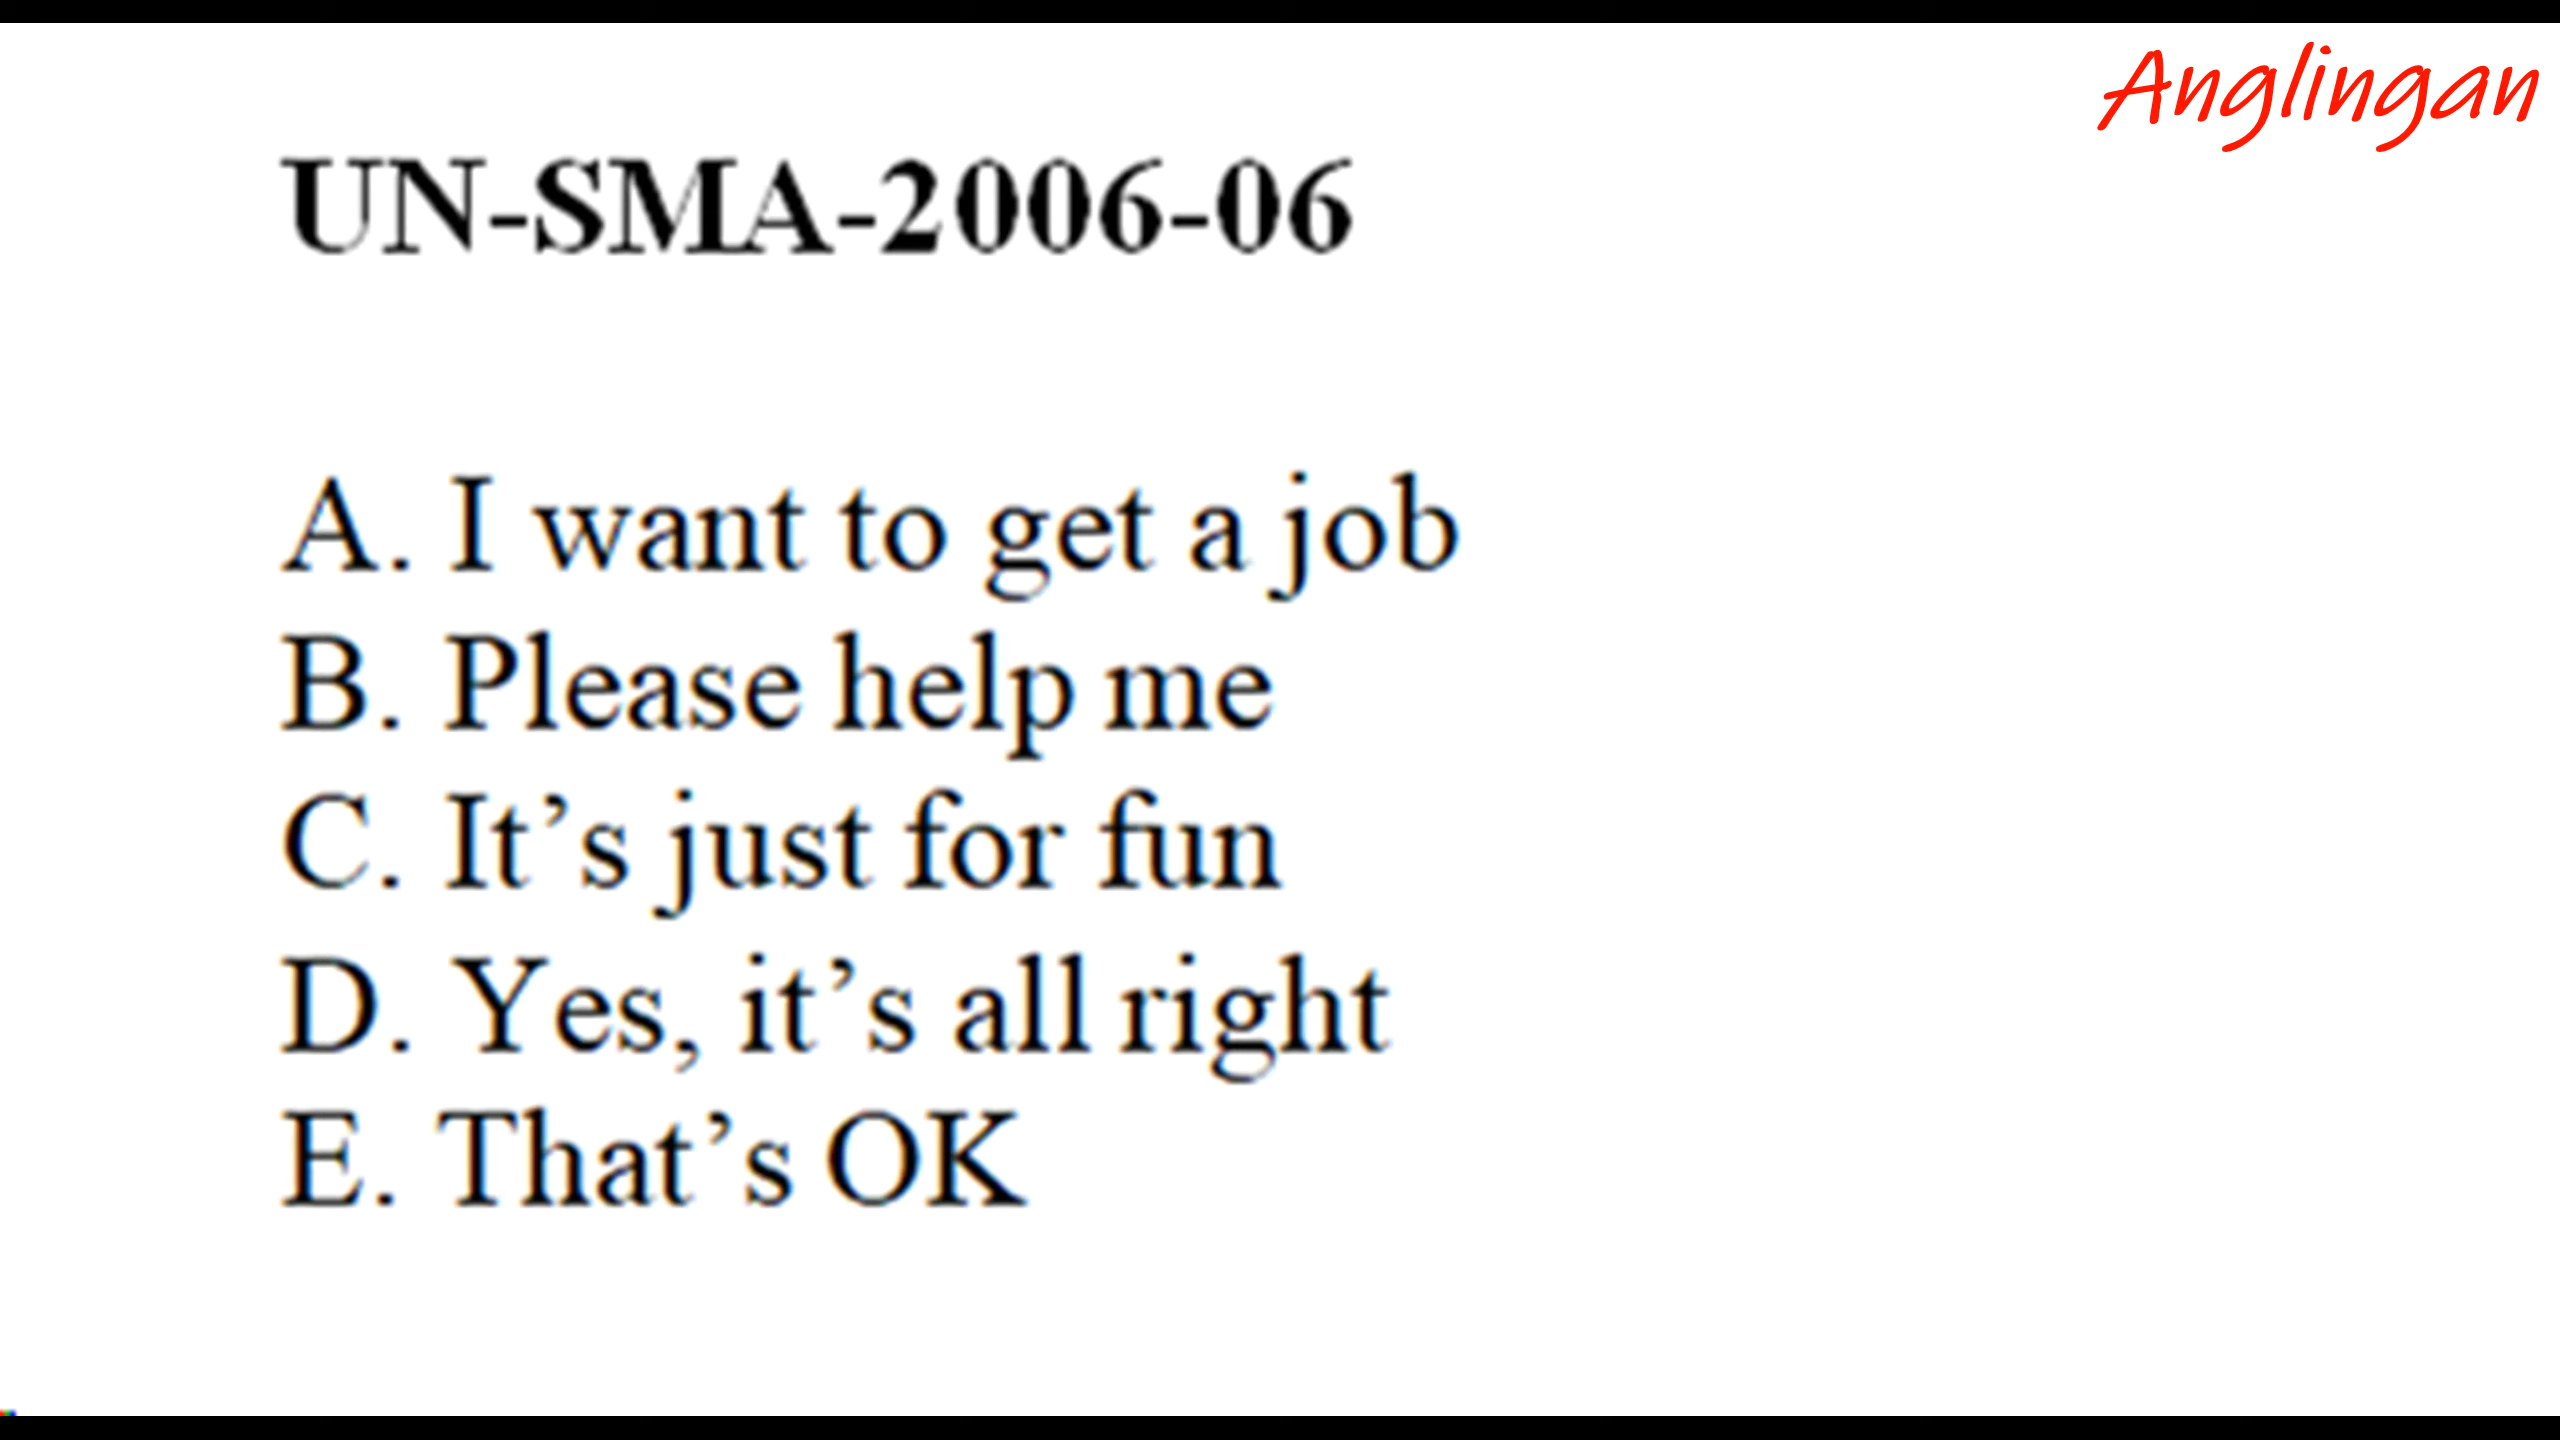 Anglingan
UN-SMA-2006-06
A. I want to get a job
B. Please help me
C. It’s just for fun
D. Yes, it’s all right
E. That’s OK